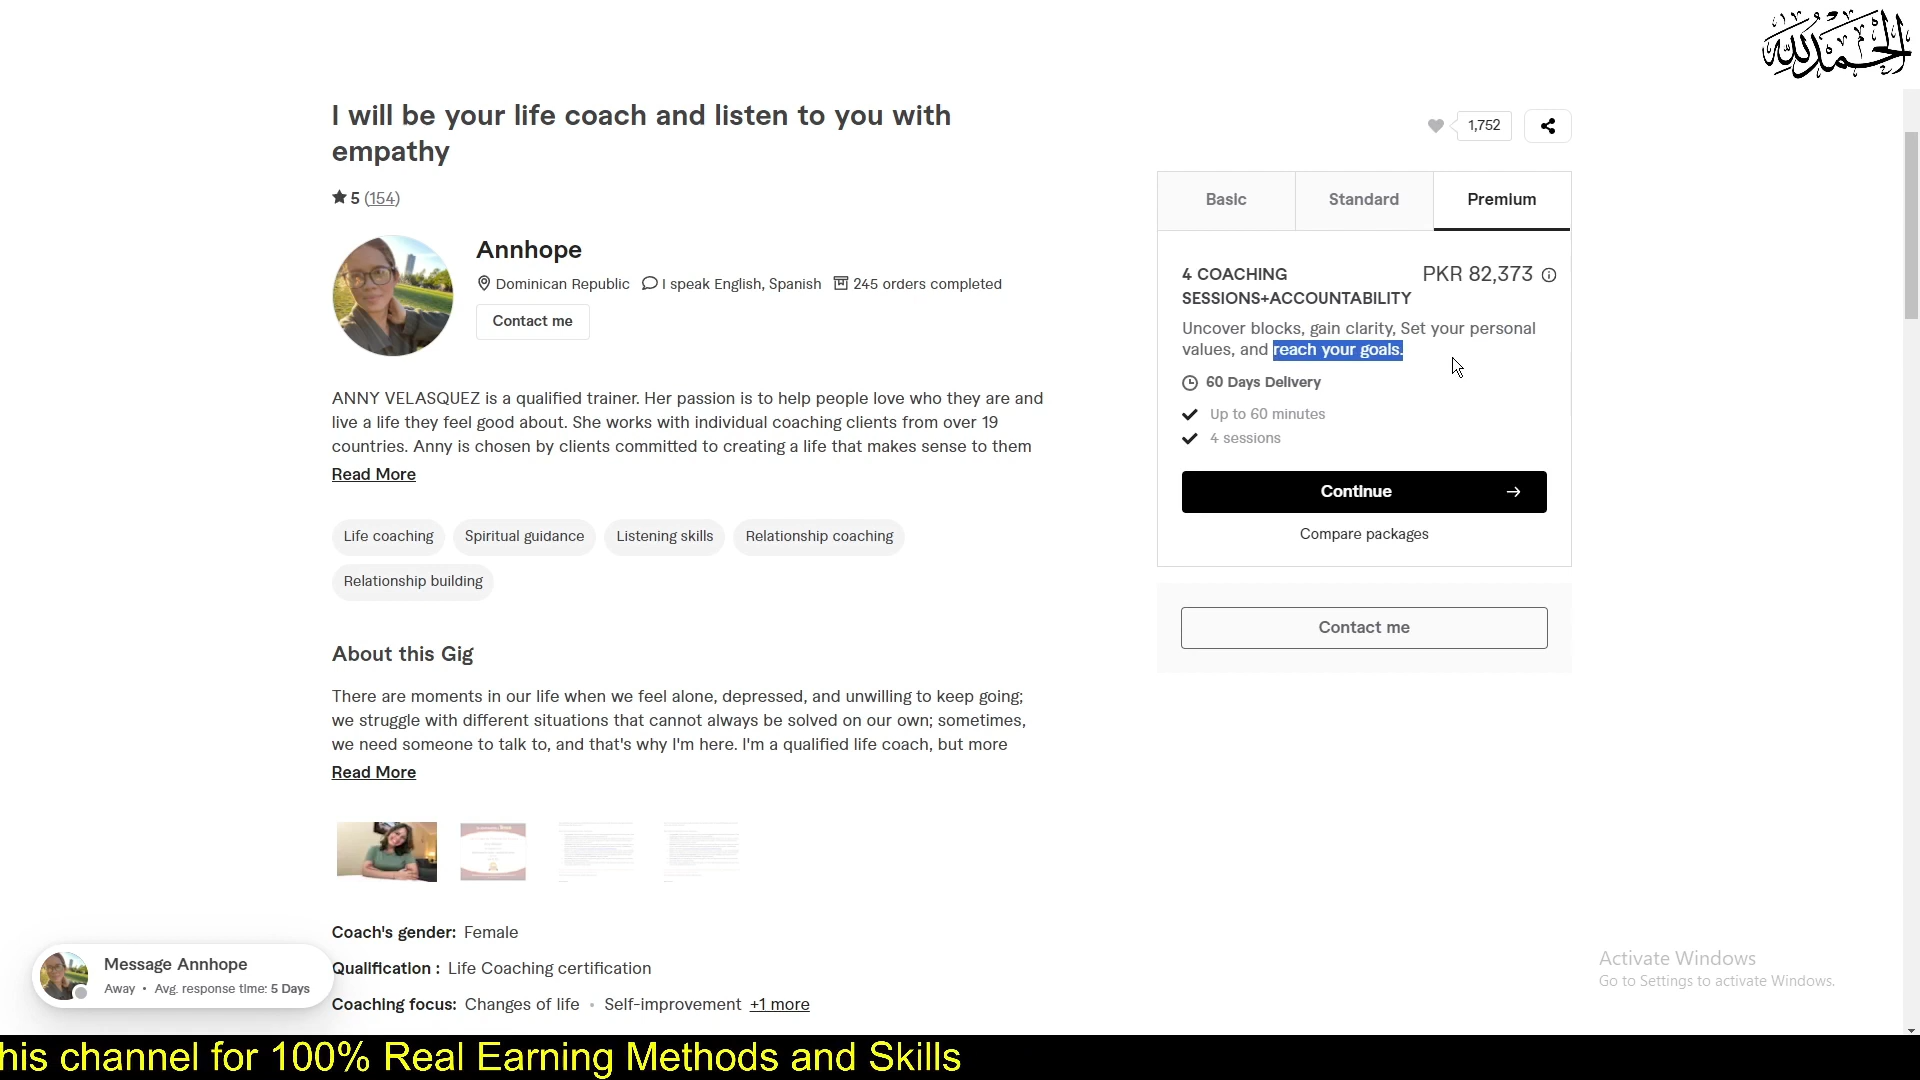 الحمد لله
I will be your life coach and listen to you with
empathy
5 (154)
1,752
Annhope
Dominican Republic I speak English, Spanish 245 orders completed
Contact me
ANNY VELASQUEZ is a qualified trainer. Her passion is to help people love who they are and
live a life they feel good about. She works with individual coaching clients from over 19
countries. Anny is chosen by clients committed to creating a life that makes sense to them
Read More
Life coaching Spiritual guidance Listening skills Relationship coaching
Relationship building
About this Gig
There are moments in our life when we feel alone, depressed, and unwilling to keep going;
we struggle with different situations that cannot always be solved on our own; sometimes,
we need someone to talk to, and that's why I'm here. I'm a qualified life coach, but more
Read More
Coach's gender: Female
Qualification : Life Coaching certification
Coaching focus: Changes of life • Self-improvement +1 more
Basic Standard Premium
4 COACHING
SESSIONS+ACCOUNTABILITY
PKR 82,373
Uncover blocks, gain clarity, Set your personal
values, and reach your goals.
60 Days Delivery
Up to 60 minutes
4 sessions
Continue
Compare packages
Contact me
Message Annhope
Away • Avg. response time: 5 Days
Activate Windows
Go to Settings to activate Windows.
his channel for 100% Real Earning Methods and Skills